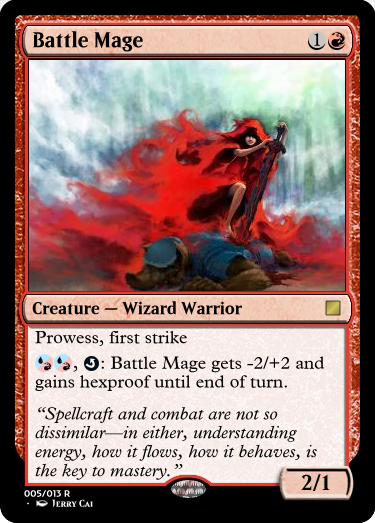 Battle Mage 1
Creature — Wizard Warrior
Prowess, first strike
, : Battle Mage gets -2/+2 and
gains hexproof until end of turn.
“Spellcraft and combat are not so
dissimilar—in either, understanding
energy, how it flows, how it behaves, is
the key to mastery.”
2/1
005/013 R
· Jerry Cai